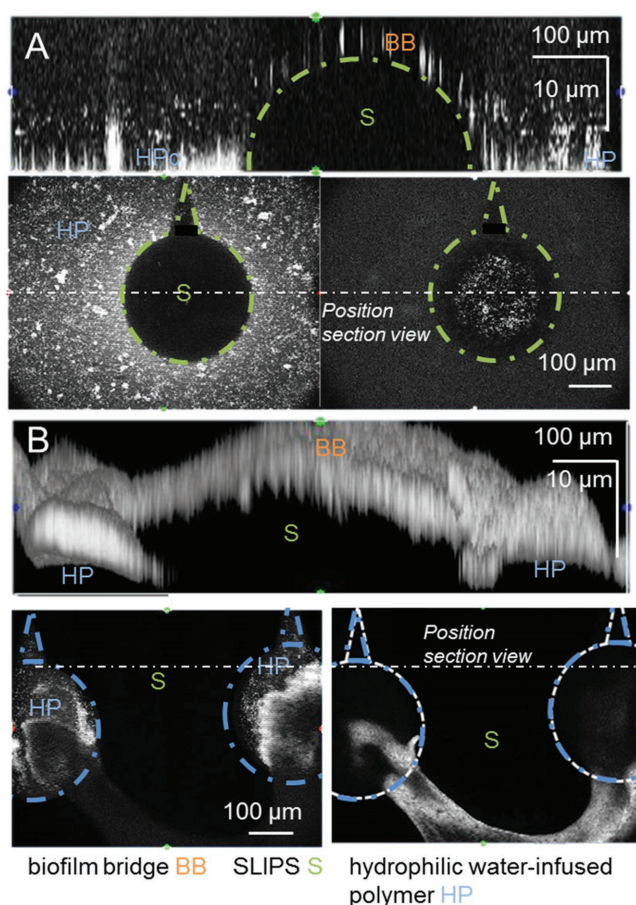 A
BB
100 µm
10 µm
S
HPg
HP
HP
S
Position
section view
100 µm
B
BB
100 µm
10 µm
S
HP
HP
HP
S
HP
100 µm
Position
section view
S
biofilm bridge BB SLIPS S hydrophilic water-infused
polymer HP